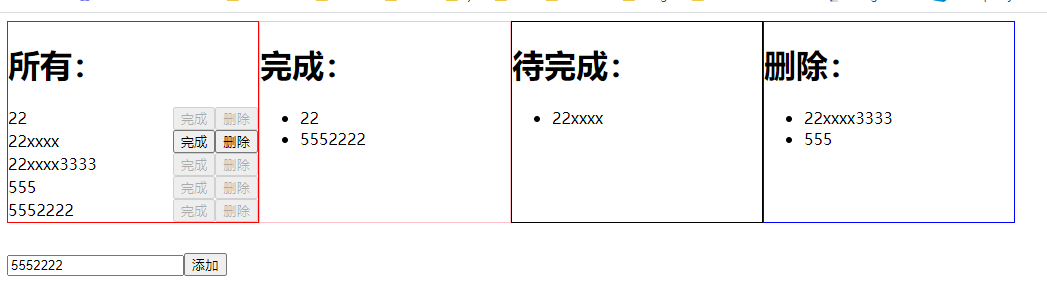 所有：
22 完成 删除
22xxxx 完成 删除
22xxxx3333 完成 删除
555 完成 删除
5552222 完成 删除
完成：
22
5552222
待完成：
22xxxx
删除：
22xxxx3333
555
5552222 添加